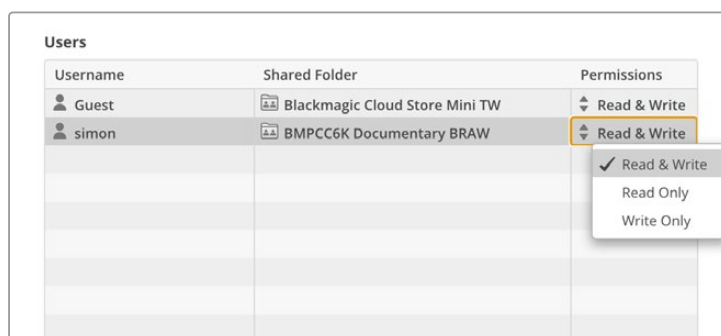 Users
Username Shared Folder Permissions
Guest Blackmagic Cloud Store Mini TW Read & Write
simon BMPCC6K Documentary BRAW Read & Write
Read & Write
Read Only
Write Only